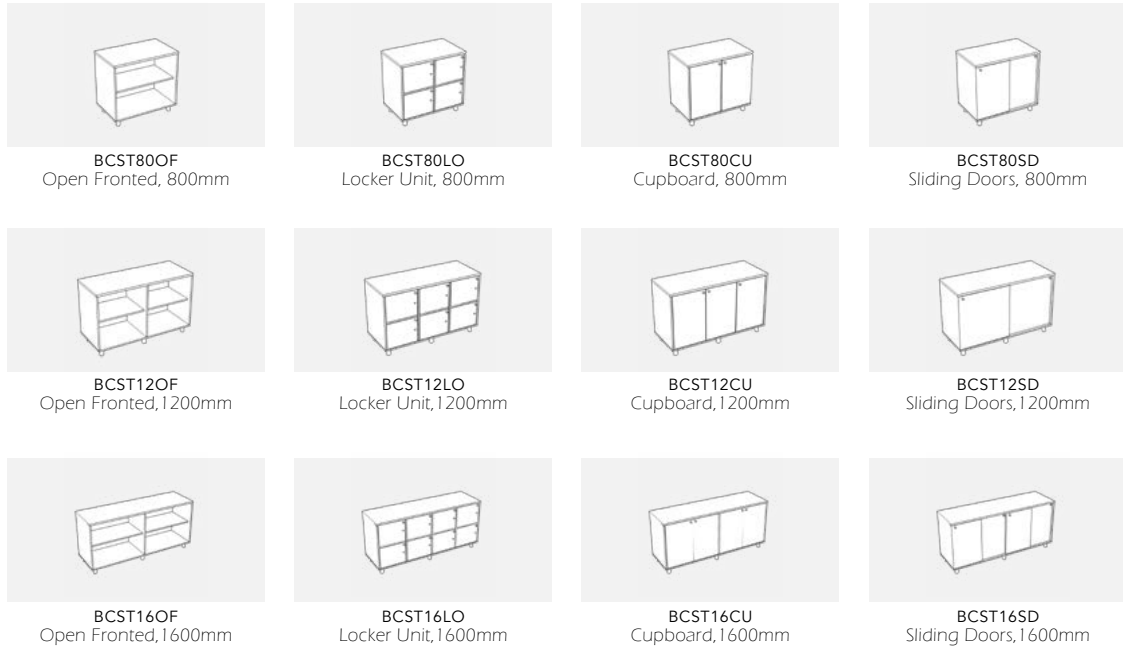 BCST80OF
Open Fronted, 800mm
BCST80LO
Locker Unit, 800mm
BCST80CU
Cupboard, 800mm
BCST80SD
Sliding Doors, 800mm
BCST12OF
Open Fronted,1200mm
BCST12LO
Locker Unit,1200mm
BCST12CU
Cupboard,1200mm
BCST12SD
Sliding Doors,1200mm
BCST16OF
Open Fronted,1600mm
BCST16LO
Locker Unit,1600mm
BCST16CU
Cupboard,1600mm
BCST16SD
Sliding Doors,1600mm